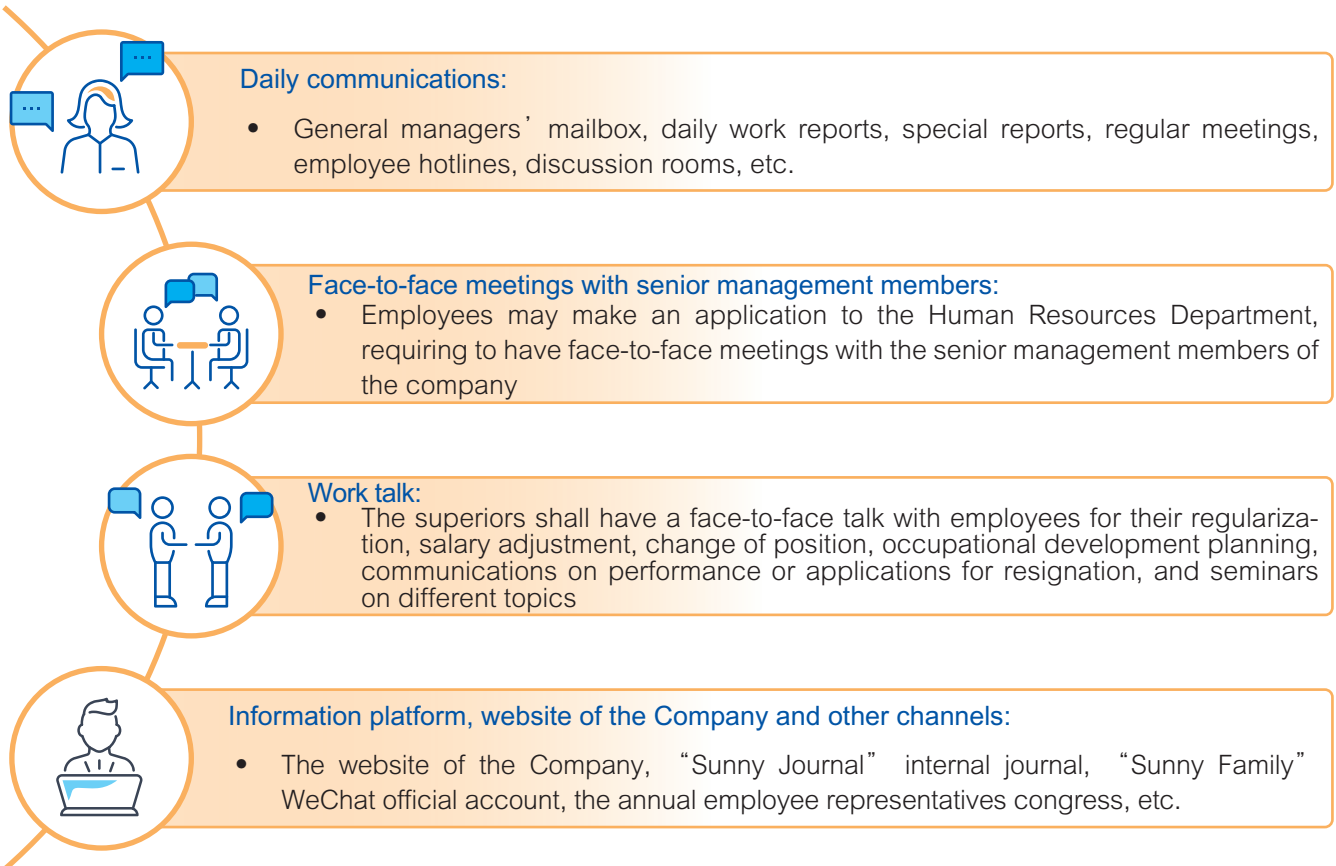 Daily communications:
• General managers’ mailbox, daily work reports, special reports, regular meetings,
employee hotlines, discussion rooms, etc.
Face-to-face meetings with senior management members:
• Employees may make an application to the Human Resources Department,
requiring to have face-to-face meetings with the senior management members of
the company
Work talk:
• The superiors shall have a face-to-face talk with employees for their regulariza-
tion, salary adjustment, change of position, occupational development planning,
communications on performance or applications for resignation, and seminars
on different topics
Information platform, website of the Company and other channels:
• The website of the Company, “Sunny Journal” internal journal, “Sunny Family”
WeChat official account, the annual employee representatives congress, etc.